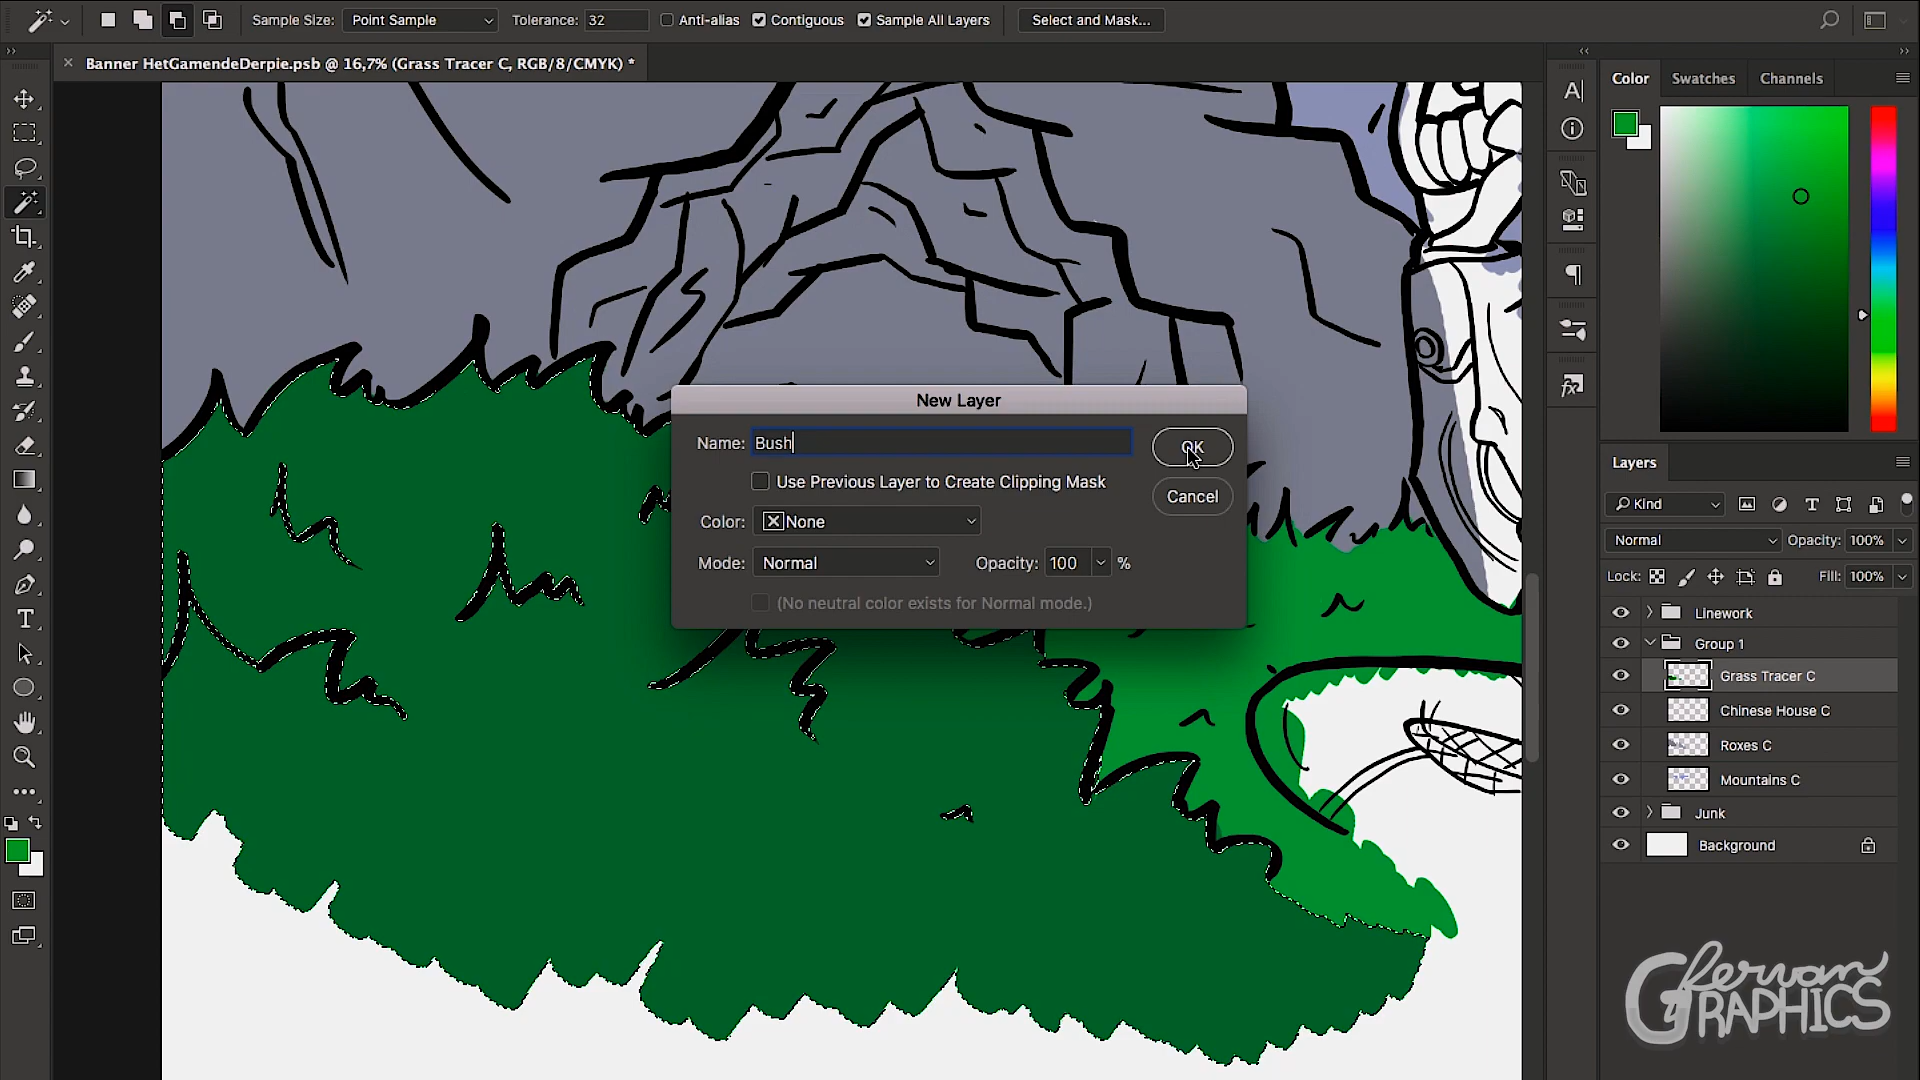 Sample Size: Point Sample Tolerance: 32 Anti-alias Contiguous Sample All Layers Select and Mask...
Banner HetGamendeDerpie.psb @ 16,7% (Grass Tracer C, RGB/8/CMYK) *
Color Swatches Channels
New Layer
Name: Bush
OK
Use Previous Layer to Create Clipping Mask
Cancel
Color: None
Mode: Normal Opacity: 100 %
(No neutral color exists for Normal mode.)
Layers
Kind
Normal Opacity: 100%
Lock: Fill: 100%
Linework
Group 1
Grass Tracer C
Chinese House C
Roxes C
Mountains C
Junk
Background
Gfervan
GRAPHICS